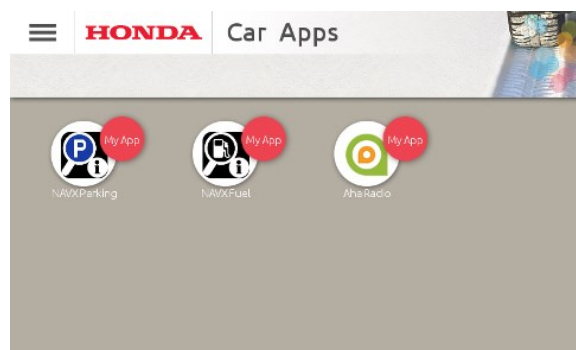 HONDA Car Apps
P My App
i
My App
i
My App
NAVXParking
NAVXFuel
AhaRadio